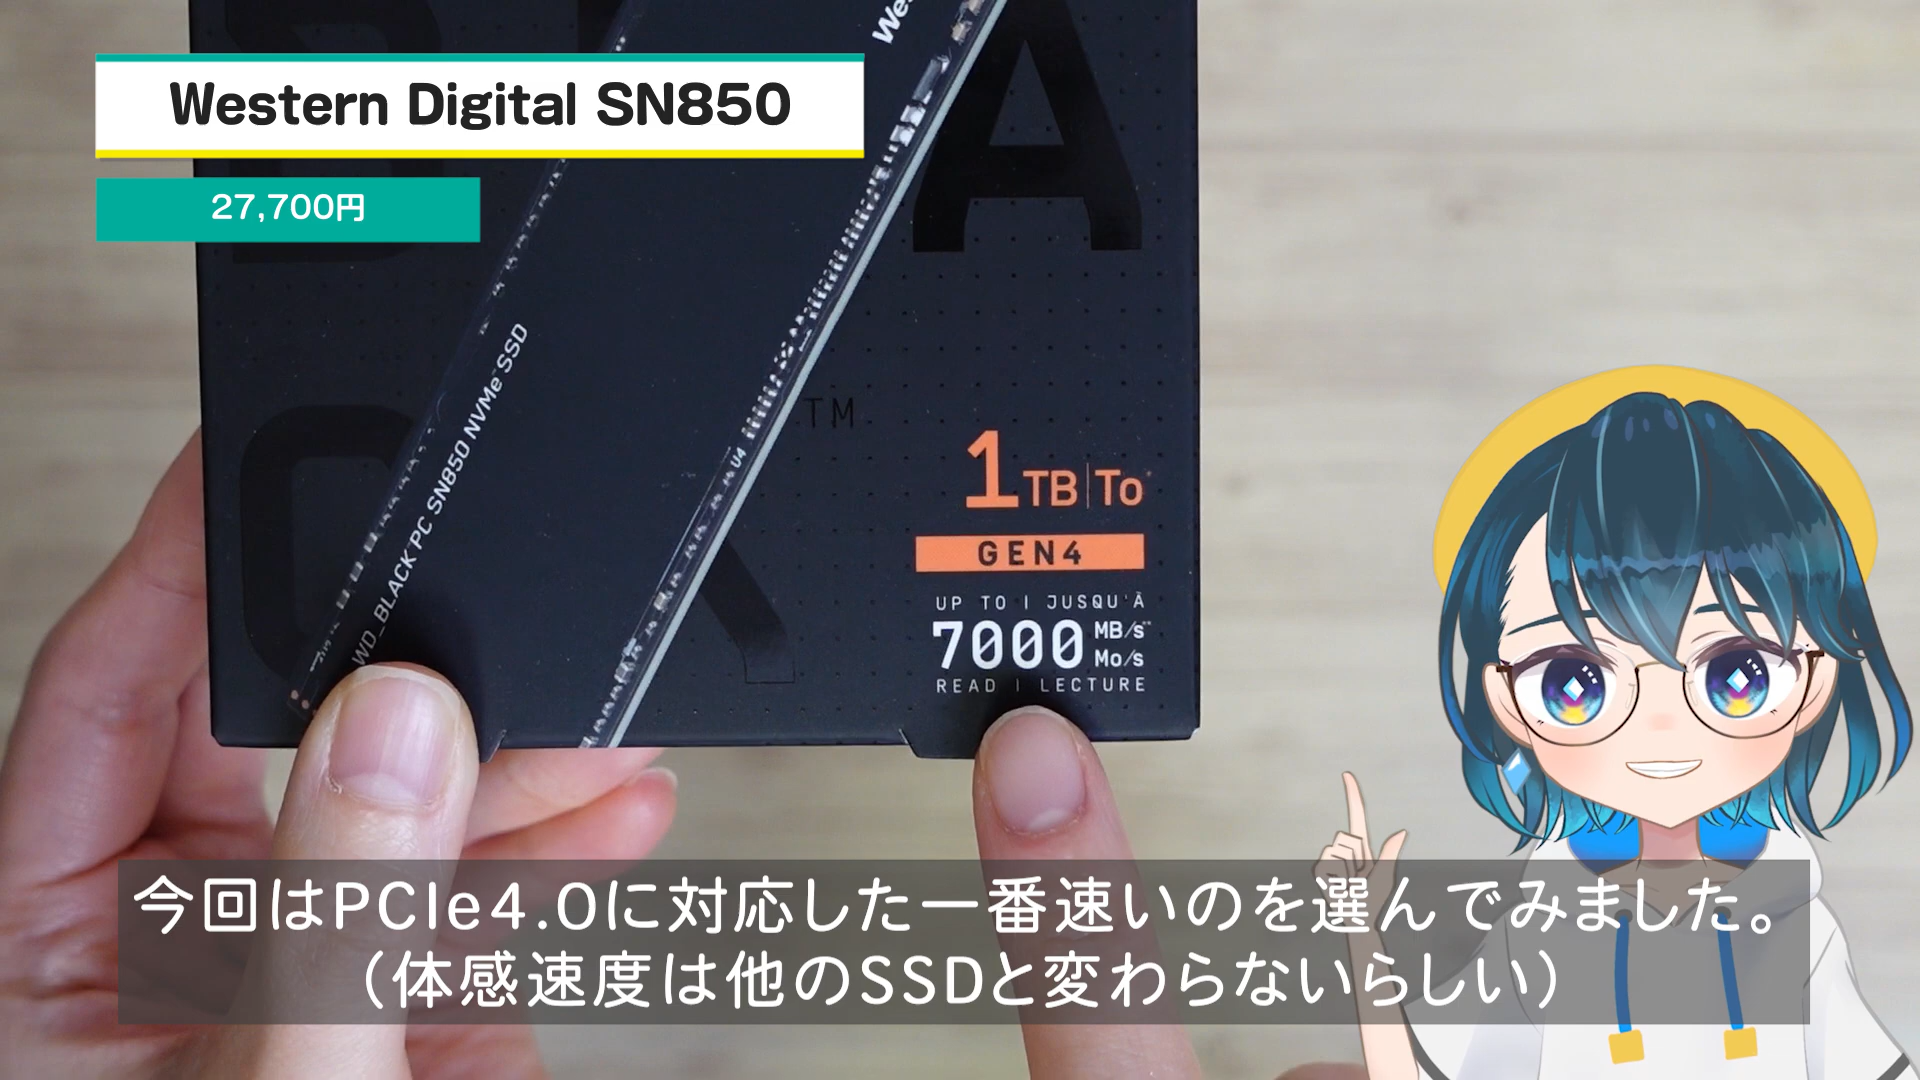 Western Digital SN850
27,700円
WD_BLACK PC SN850 NVMe SSD
U4
TM
1TB|To
GEN4
UP TO | JUSQU'À
7000 MB/s**
Mo/s
READ | LECTURE
今回はPCIe4.0に対応した一番速いのを選んでみました。
（体感速度は他のSSDと変わらないらしい）